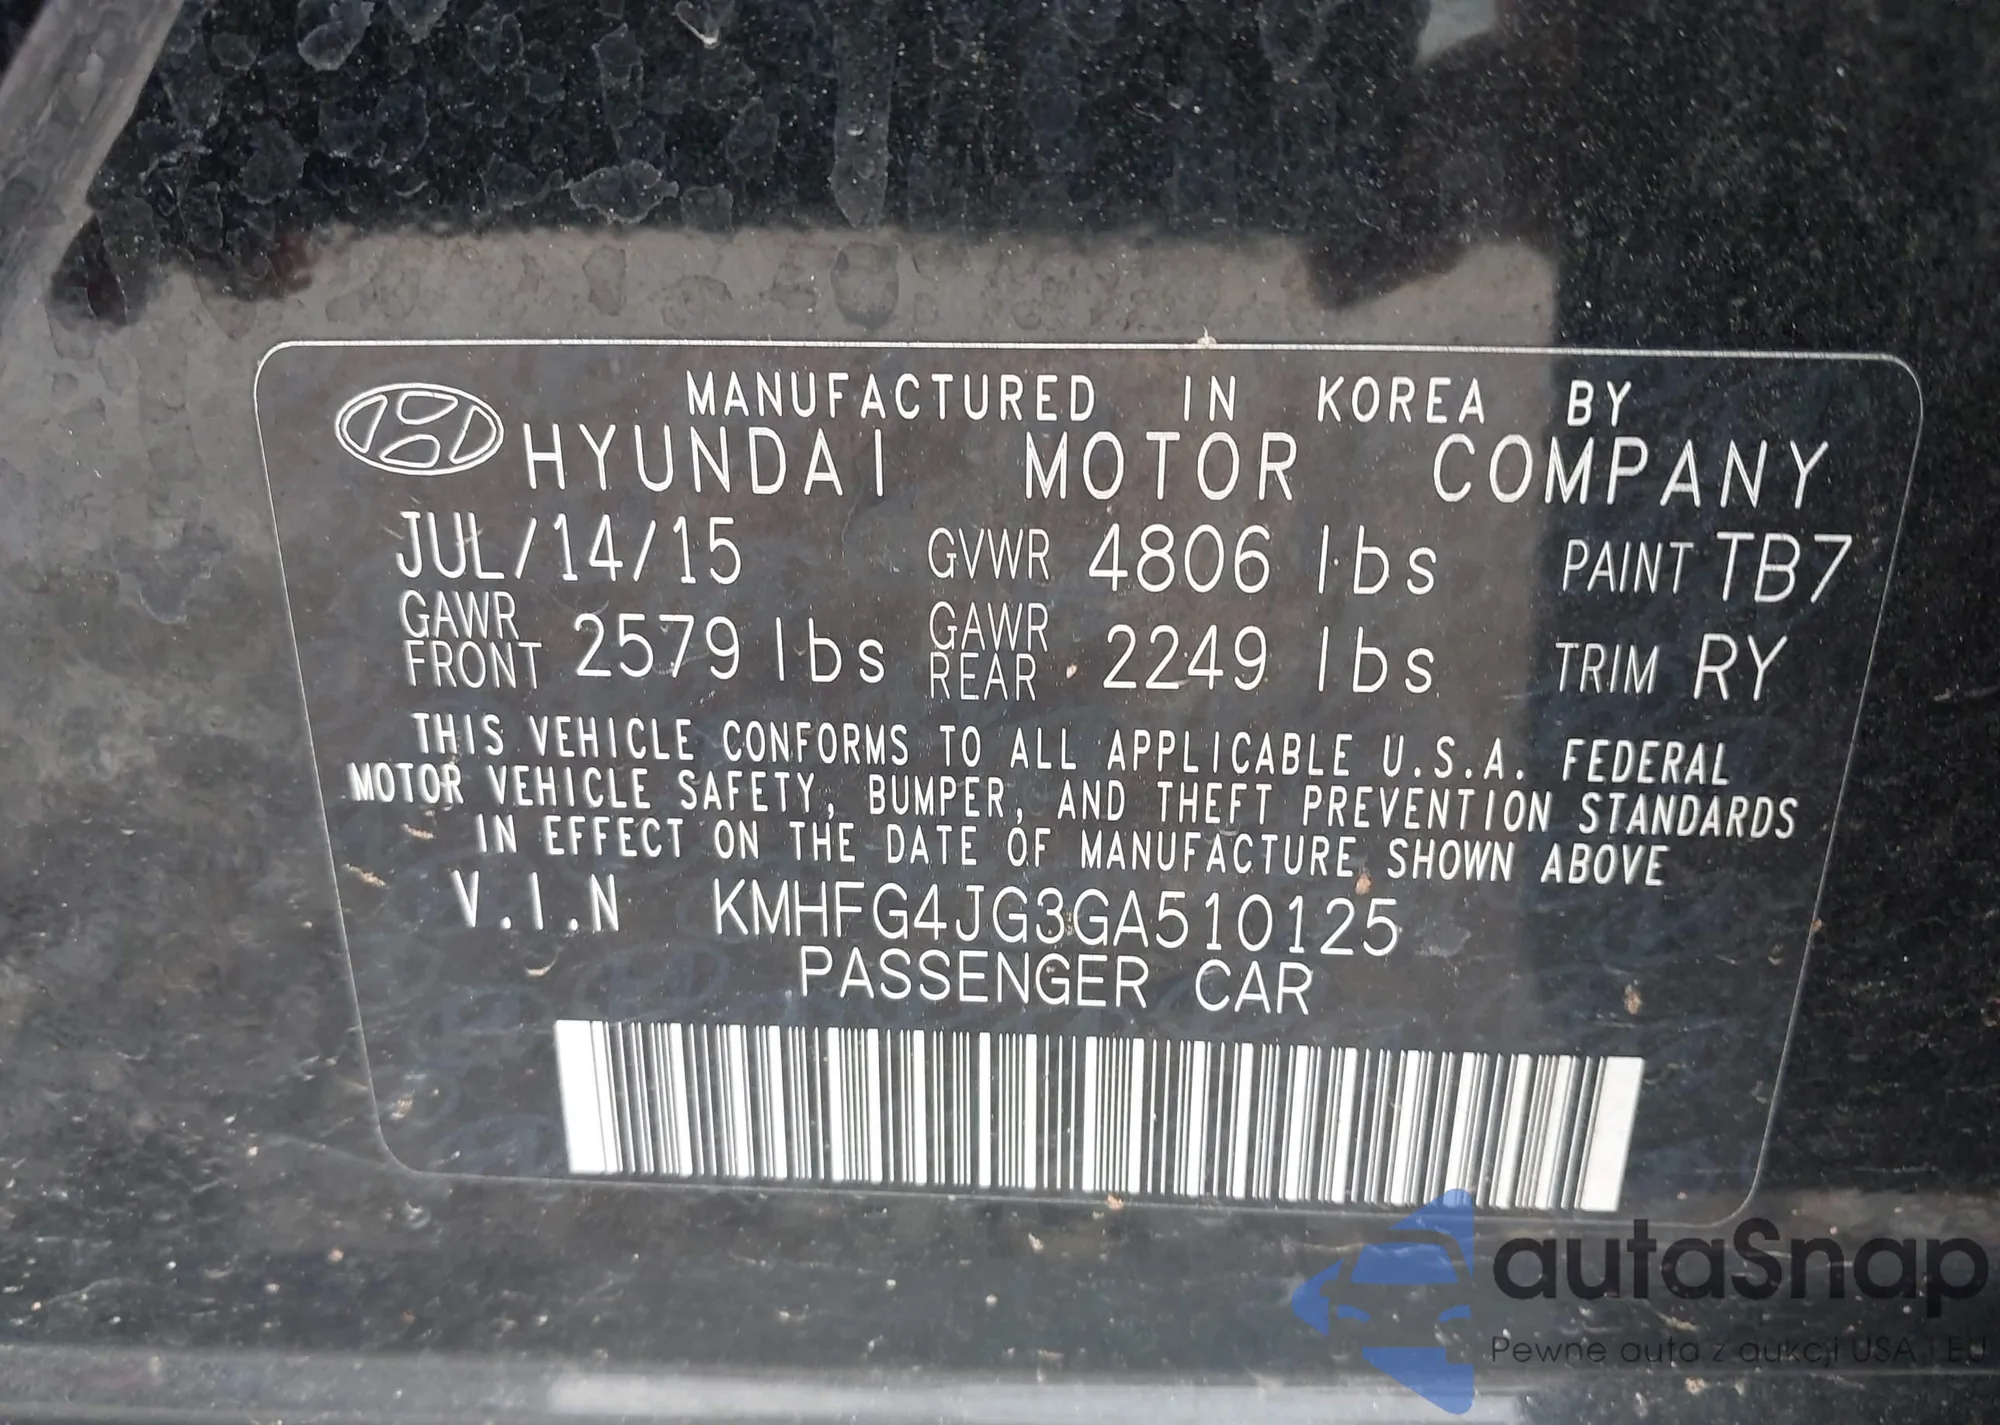 MANUFACTURED IN KOREA BY
HYUNDAI MOTOR COMPANY
JUL/14/15 GVWR 4806 lbs PAINT TB7
GAWR FRONT 2579 lbs GAWR REAR 2249 lbs TRIM RY
THIS VEHICLE CONFORMS TO ALL APPLICABLE U.S.A. FEDERAL
MOTOR VEHICLE SAFETY, BUMPER, AND THEFT PREVENTION STANDARDS
IN EFFECT ON THE DATE OF MANUFACTURE SHOWN ABOVE
V.I.N KMHFG4JG3GA510125
PASSENGER CAR
autaSnap
Pewne auta z aukcji USA i EU